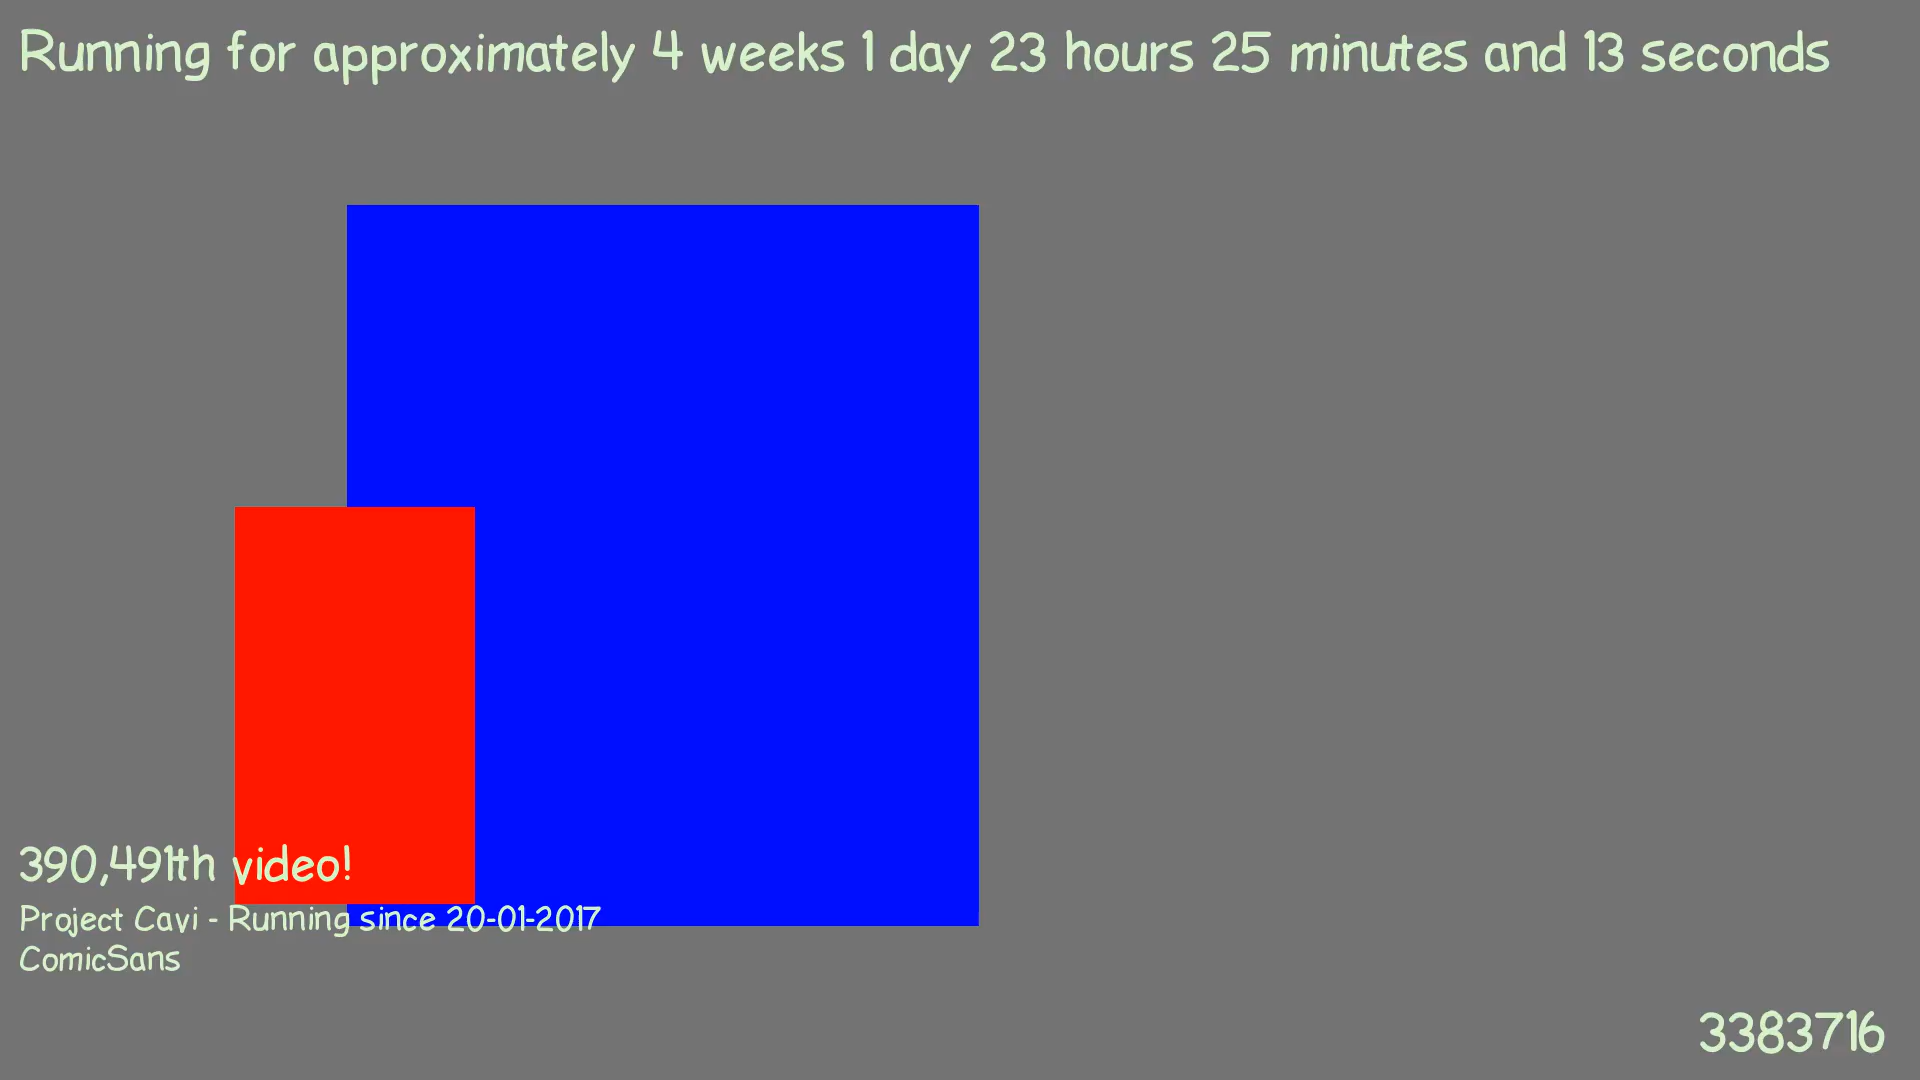 Running for approximately 4 weeks 1 day 23 hours 25 minutes and 13 seconds
390,491th video!
Project Cavi - Running since 20-01-2017
ComicSans
3383716